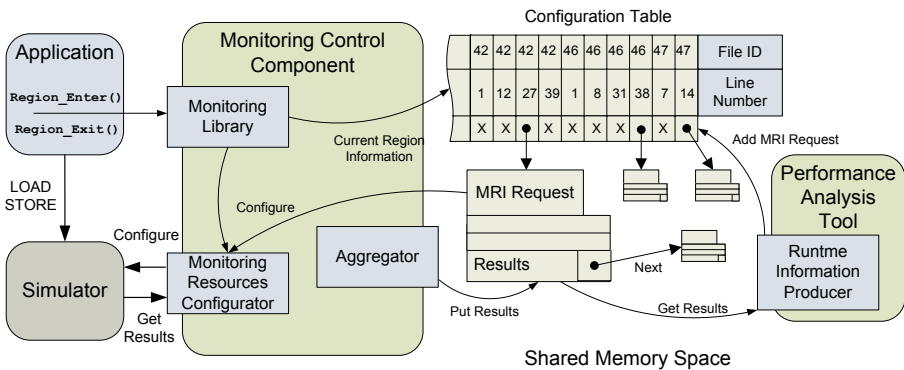 Configuration Table
Application
Region_Enter()
Region_Exit()
Monitoring Control
Component
Monitoring
Library
42 42 42 42 46 46 46 46 47 47
File ID
1 12 27 39 1 8 31 38 7 14
Line
Number
X X X X X X X
Current Region
Information
Add MRI Request
LOAD
STORE
Configure
Simulator
Get
Results
Monitoring
Resources
Configurator
Configure
Aggregator
MRI Request
Results
Next
Put Results
Get Results
Performance
Analysis
Tool
Runtme
Information
Producer
Shared Memory Space